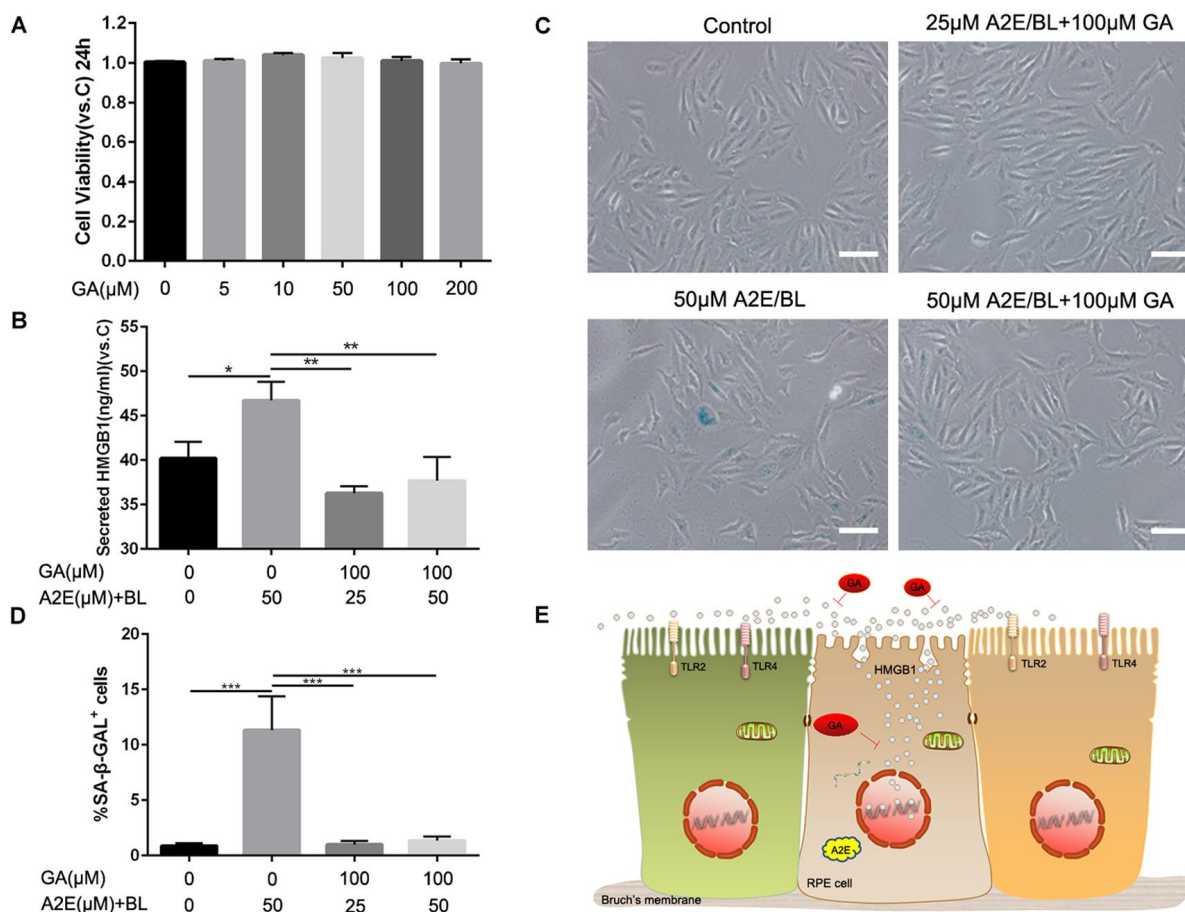 A
Cell Viability(vs.C) 24h
1.2
1.0
0.8
0.6
0.4
0.2
0.0
GA(μM) 0 5 10 50 100 200
B
Secreted HMGB1(ng/ml)(vs.C)
55
50
45
40
35
30
* ** **
GA(μM) 0 0 100 100
A2E(μM)+BL 0 50 25 50
C
Control
25μM A2E/BL+100μM GA
50μM A2E/BL
50μM A2E/BL+100μM GA
D
%SA-β-GAL+ cells
20
15
10
5
0
*** *** ***
GA(μM) 0 0 100 100
A2E(μM)+BL 0 50 25 50
E
GA GA
TLR2 TLR4 HMGB1 TLR2 TLR4
GA
A2E
RPE cell
Bruch's membrane